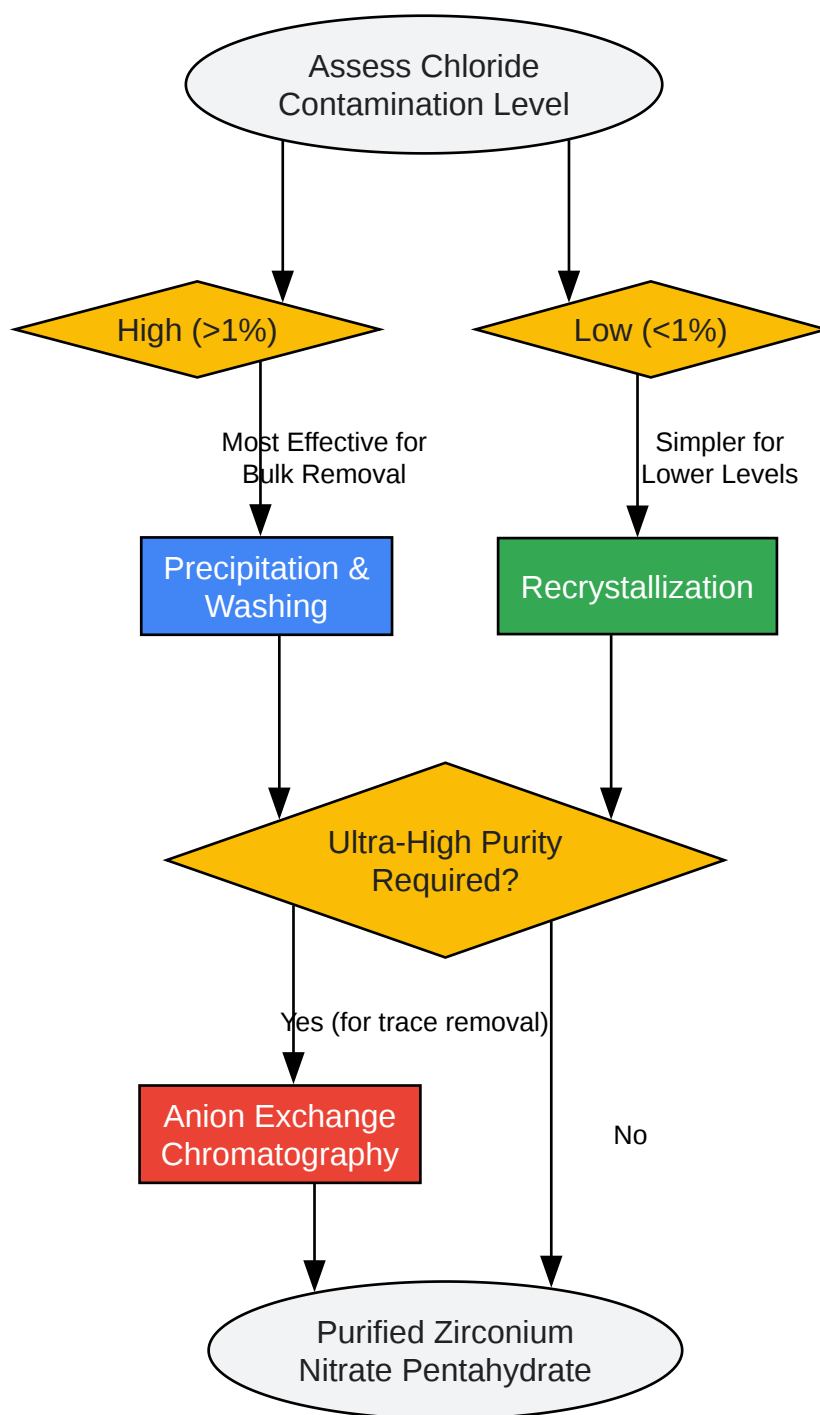 Assess Chloride
Contamination Level
High (>1%)
Low (<1%)
Most Effective for
Bulk Removal
Simpler for
Lower Levels
Precipitation &
Washing
Recrystallization
Ultra-High Purity
Required?
Yes (for trace removal)
Anion Exchange
Chromatography
No
Purified Zirconium
Nitrate Pentahydrate